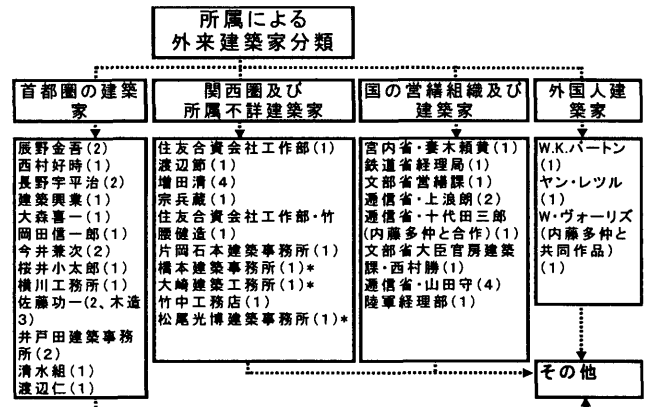 所属による
外来建築家分類
首都圏の建築
家
辰野金吾(2)
西村好時(1)
長野宇平治(2)
建築興業(1)
大森喜一(1)
岡田信一郎(1)
今井兼次(2)
桜井小太郎(1)
横川工務所(1)
佐藤功一(2、木造
3)
井戸田建築事務
所(2)
清水組(1)
渡辺仁(1)
関西圏及び
所属不詳建築家
住友合資会社工作部(1)
渡辺節(1)
増田清(4)
宗兵蔵(1)
住友合資会社工作部・竹
腰健造(1)
片岡石本建築事務所(1)
橋本建築事務所(1)*
大崎建築工務所(1)*
竹中工務店(1)
松尾光博建築事務所(1)*
国の営繕組織及び
建築家
宮内省・妻木頼黄(1)
鉄道省経理局(1)
文部省営繕課(1)
逓信省・上浪朗(2)
逓信省・十代田三郎
(内藤多仲と合作)(1)
文部省大臣官房建築
課・西村勝(1)
逓信省・山田守(4)
陸軍経理部(1)
外国人建
築家
W.K.バートン
(1)
ヤン・レツル
(1)
W・ヴォーリズ
(内藤多仲と
共同作品)
(1)
その他